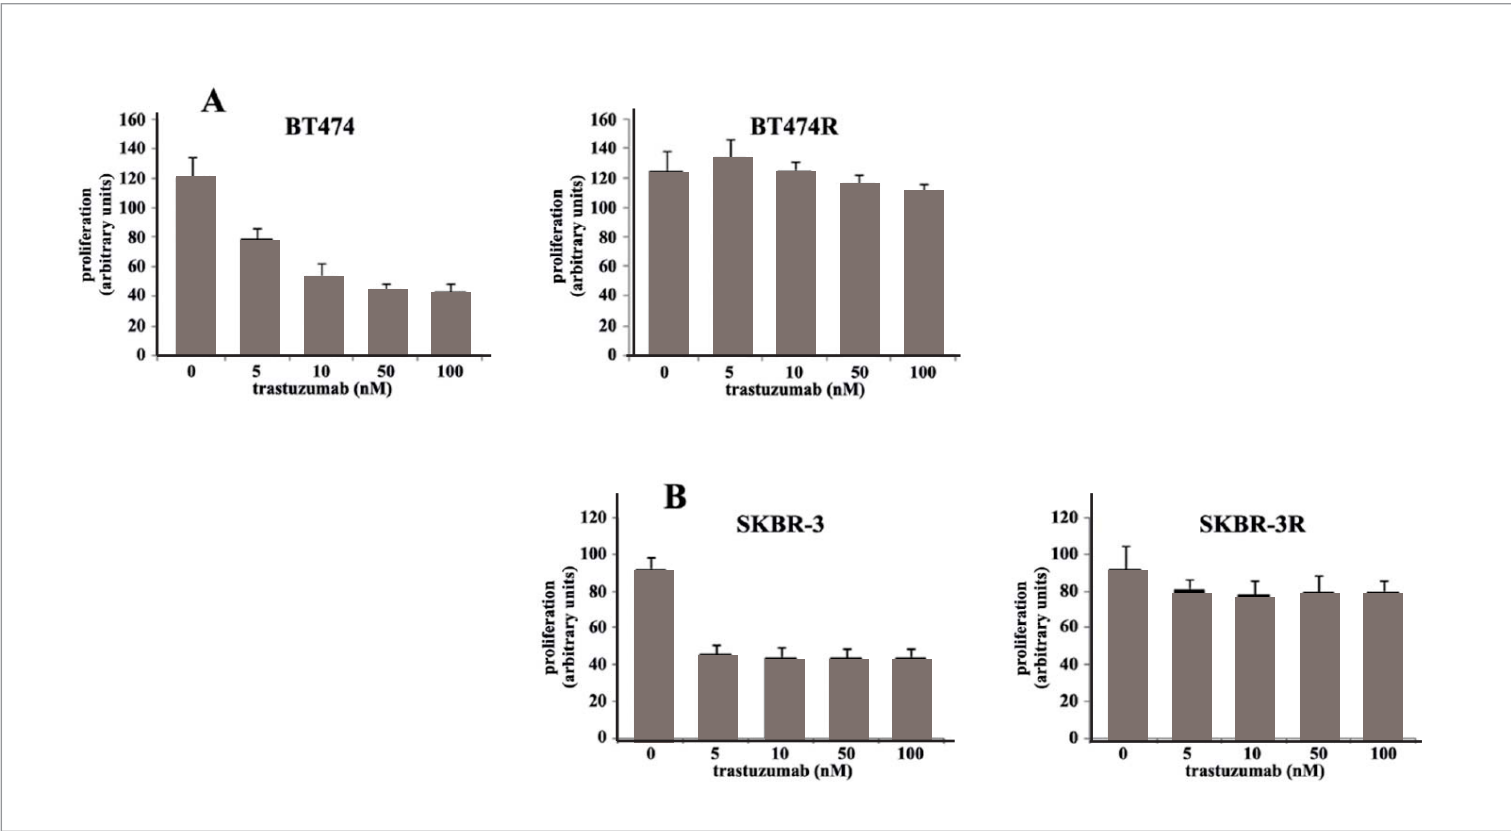 A
BT474
160
140
120
100
80
60
40
20
0
proliferation
(arbitrary units)
0 5 10 50 100
trastuzumab (nM)
BT474R
160
140
120
100
80
60
40
20
0
proliferation
(arbitrary units)
0 5 10 50 100
trastuzumab (nM)
B
SKBR-3
120
100
80
60
40
20
0
proliferation
(arbitrary units)
0 5 10 50 100
trastuzumab (nM)
SKBR-3R
120
100
80
60
40
20
0
proliferation
(arbitrary units)
0 5 10 50 100
trastuzumab (nM)